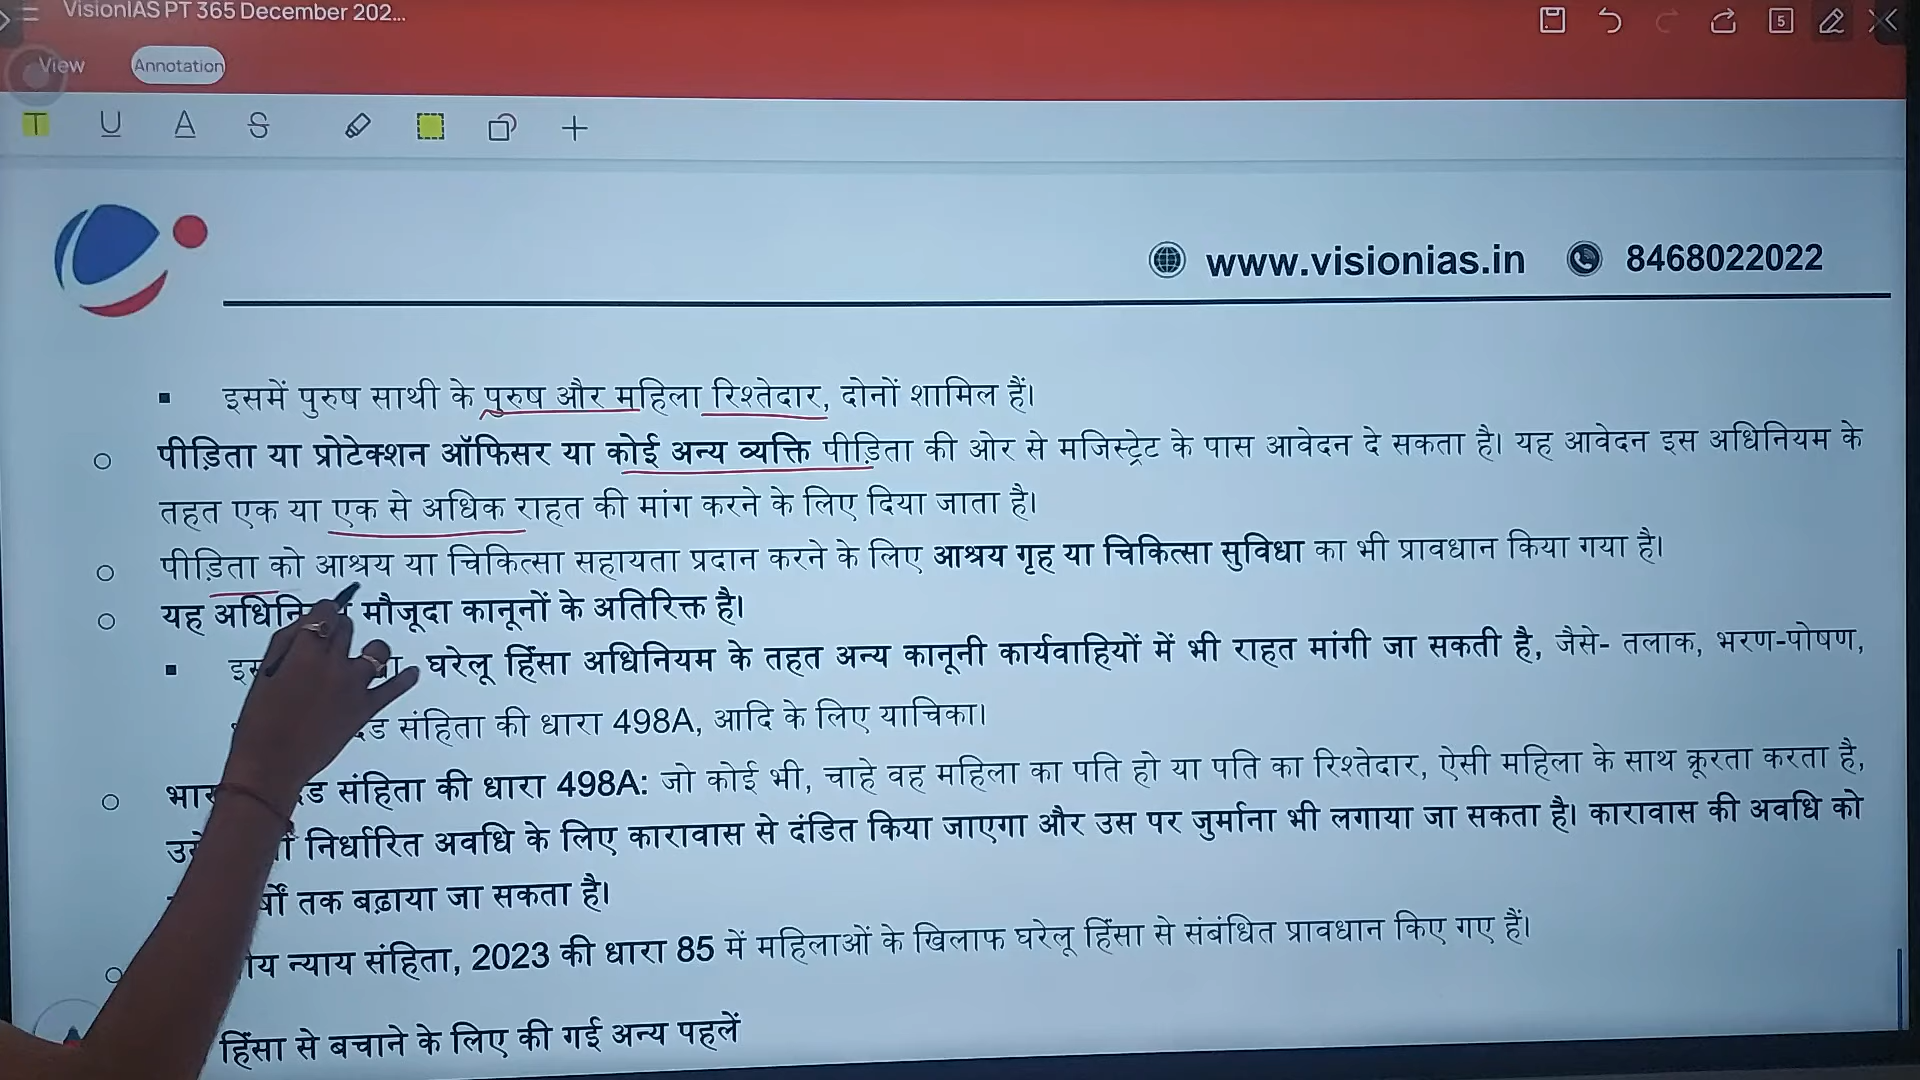 VisionIAS PT 365 December 202...
View
Annotation
www.visionias.in 8468022022
इसमें पुरुष साथी के पुरुष और महिला रिश्तेदार, दोनों शामिल हैं।
पीड़िता या प्रोटेक्शन ऑफिसर या कोई अन्य व्यक्ति पीड़िता की ओर से मजिस्ट्रेट के पास आवेदन दे सकता है। यह आवेदन इस अधिनियम के
तहत एक या एक से अधिक राहत की मांग करने के लिए दिया जाता है।
पीड़िता को आश्रय या चिकित्सा सहायता प्रदान करने के लिए आश्रय गृह या चिकित्सा सुविधा का भी प्रावधान किया गया है।
यह मौजूदा कानूनों के अतिरिक्त है।
घरेलू हिंसा अधिनियम के तहत अन्य कानूनी कार्यवाहियों में भी राहत मांगी जा सकती है, जैसे- तलाक, भरण-पोषण,
संहिता की धारा 498A, आदि के लिए याचिका।
संहिता की धारा 498A: जो कोई भी, चाहे वह महिला का पति हो या पति का रिश्तेदार, ऐसी महिला के साथ क्रूरता करता है,
निर्धारित अवधि के लिए कारावास से दंडित किया जाएगा और उस पर जुर्माना भी लगाया जा सकता है। कारावास की अवधि को
तक बढ़ाया जा सकता है।
न्याय संहिता, 2023 की धारा 85 में महिलाओं के खिलाफ घरेलू हिंसा से संबंधित प्रावधान किए गए हैं।
हिंसा से बचाने के लिए की गई अन्य पहलें